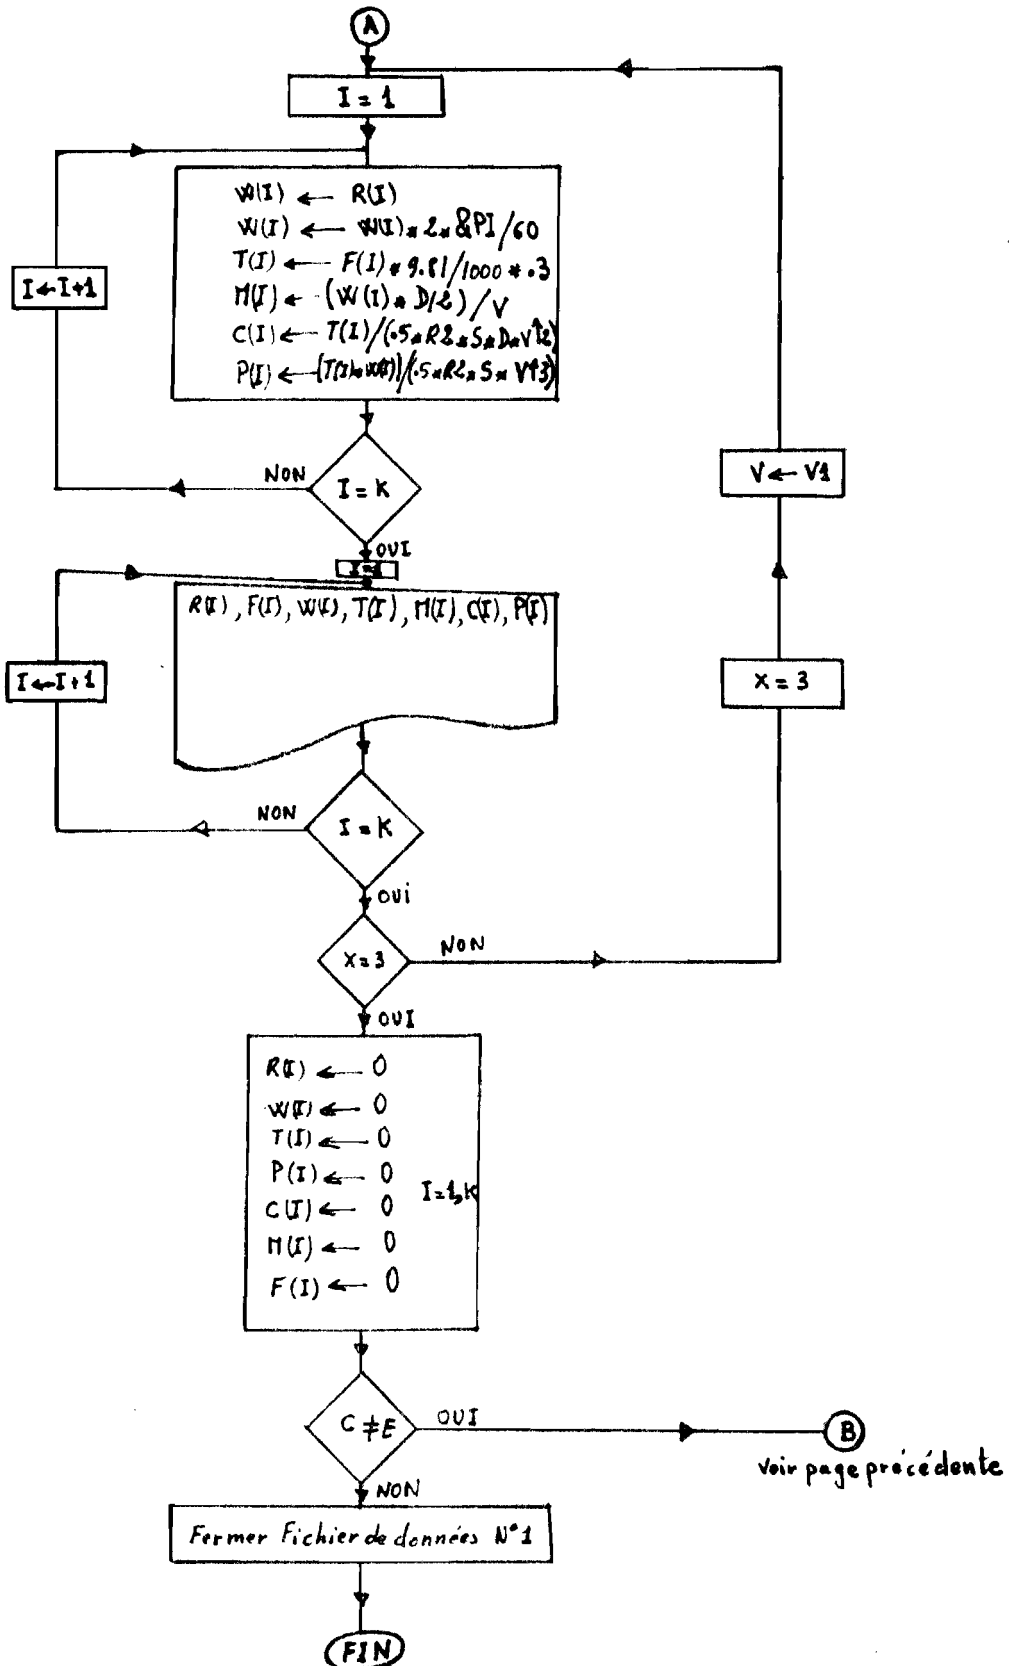 A
I = 1
W(I) ← R(I)
W(I) ← W(I)*2*&PI/60
T(I) ← F(I)*9.81/1000*.3
M(I) ← (W(I)*D/2)/V
C(I) ← T(I)/(.5*R2*S*D*V↑2)
P(I) ← (T(I)*W(I))/(.5*R2*S*V↑3)
I←I+1
NON
I = K
OUI
V ← V1
I=1
R(I), F(I), W(I), T(I), M(I), C(I), P(I)
I←I+1
X = 3
NON
I = K
OUi
X=3
NON
OUI
R(I) ← 0
W(I) ← 0
T(I) ← 0
P(I) ← 0
I=1,K
C(I) ← 0
M(I) ← 0
F(I) ← 0
C ≠ E
OUI
B
Voir page précédente
NON
Fermer Fichier de données N°1
FIN